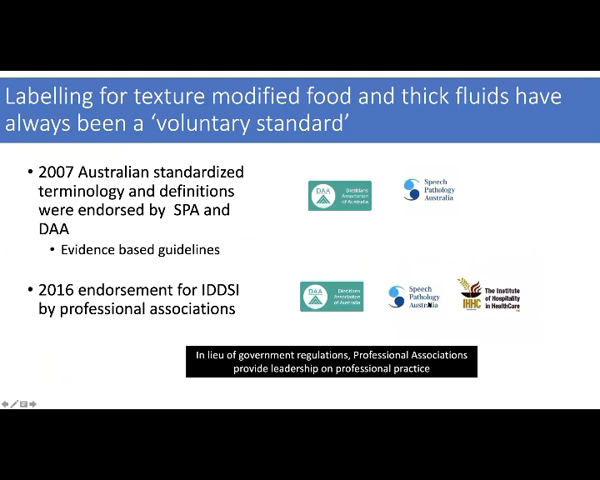 Labelling for texture modified food and thick fluids have
always been a ‘voluntary standard’
• 2007 Australian standardized
terminology and definitions
were endorsed by SPA and
DAA
• Evidence based guidelines
DAA
Dietitians
Association
of Australia
Speech
Pathology
Australia
• 2016 endorsement for IDDSI
by professional associations
DAA
Dietitians
Association
of Australia
Speech
Pathology
Australia
IHHC
The Institute
of Hospitality
in HealthCare
In lieu of government regulations, Professional Associations
provide leadership on professional practice